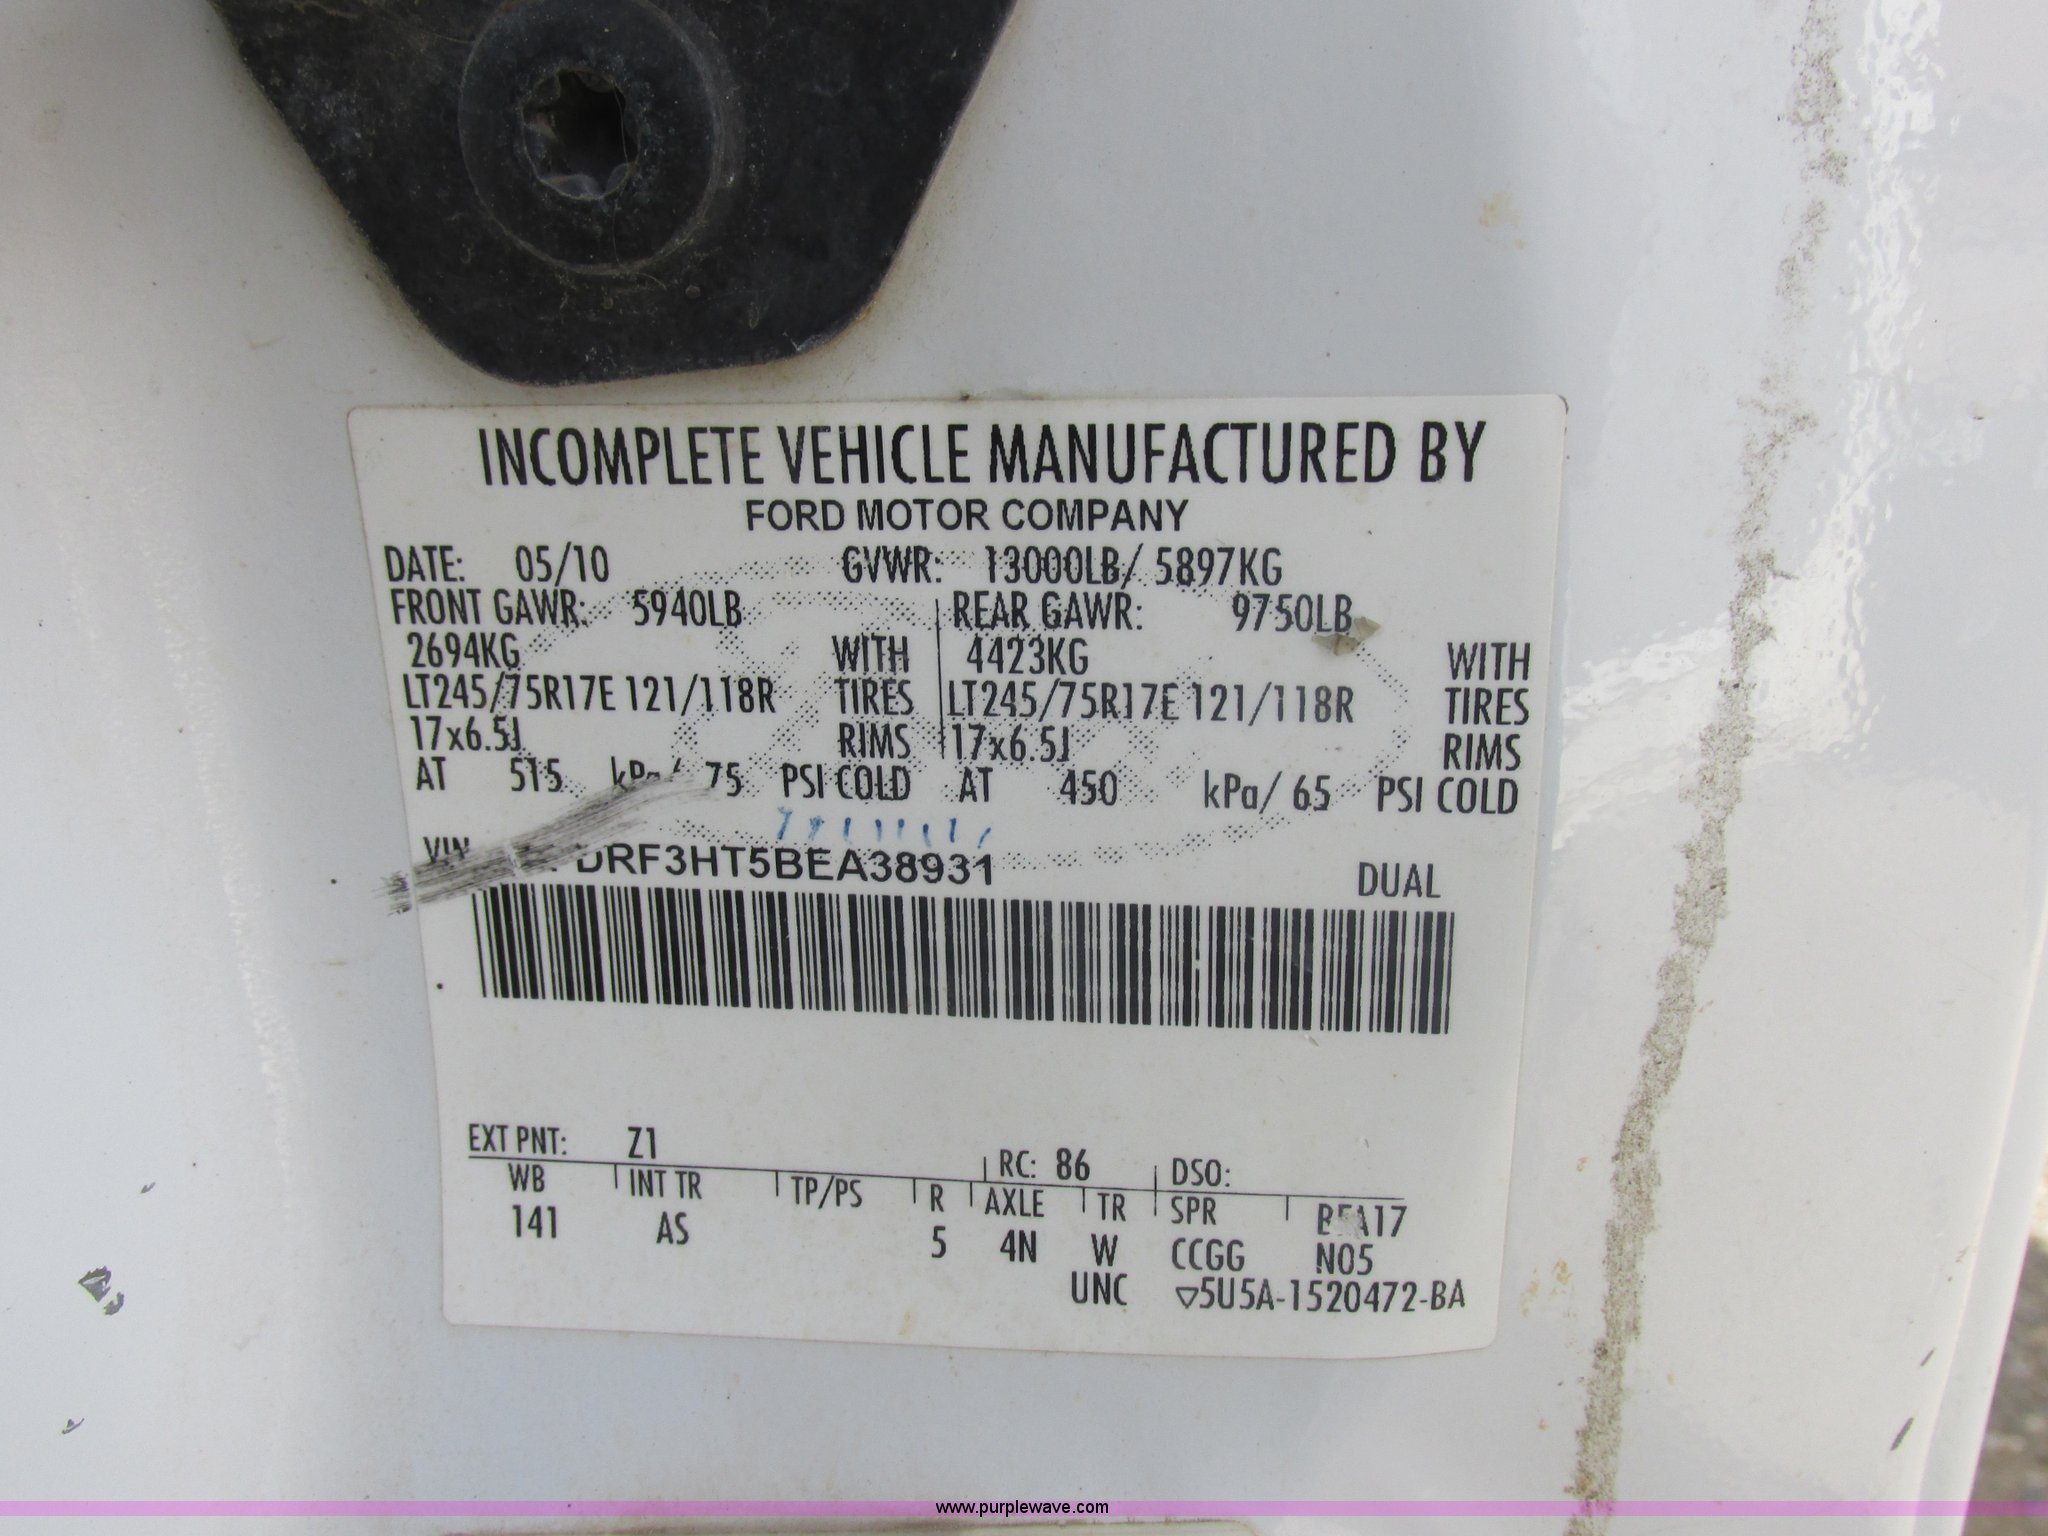 INCOMPLETE VEHICLE MANUFACTURED BY
FORD MOTOR COMPANY
DATE: 05/10 GVWR: 13000LB/ 5897KG
FRONT GAWR: 5940LB REAR GAWR: 9750LB
2694KG WITH 4423KG WITH
LT245/75R17E 121/118R TIRES LT245/75R17E 121/118R TIRES
17x6.5J RIMS 17x6.5J RIMS
AT 515 kPa/ 75 PSI COLD AT 450 kPa/ 65 PSI COLD
VIN DRF3HT5BEA38931 DUAL
EXT PNT: Z1 RC: 86 DSO:
WB INT TR TP/PS R AXLE TR SPR
141 AS 5 4N W CCGG N05
UNC ▽5U5A-1520472-BA
www.purplewave.com